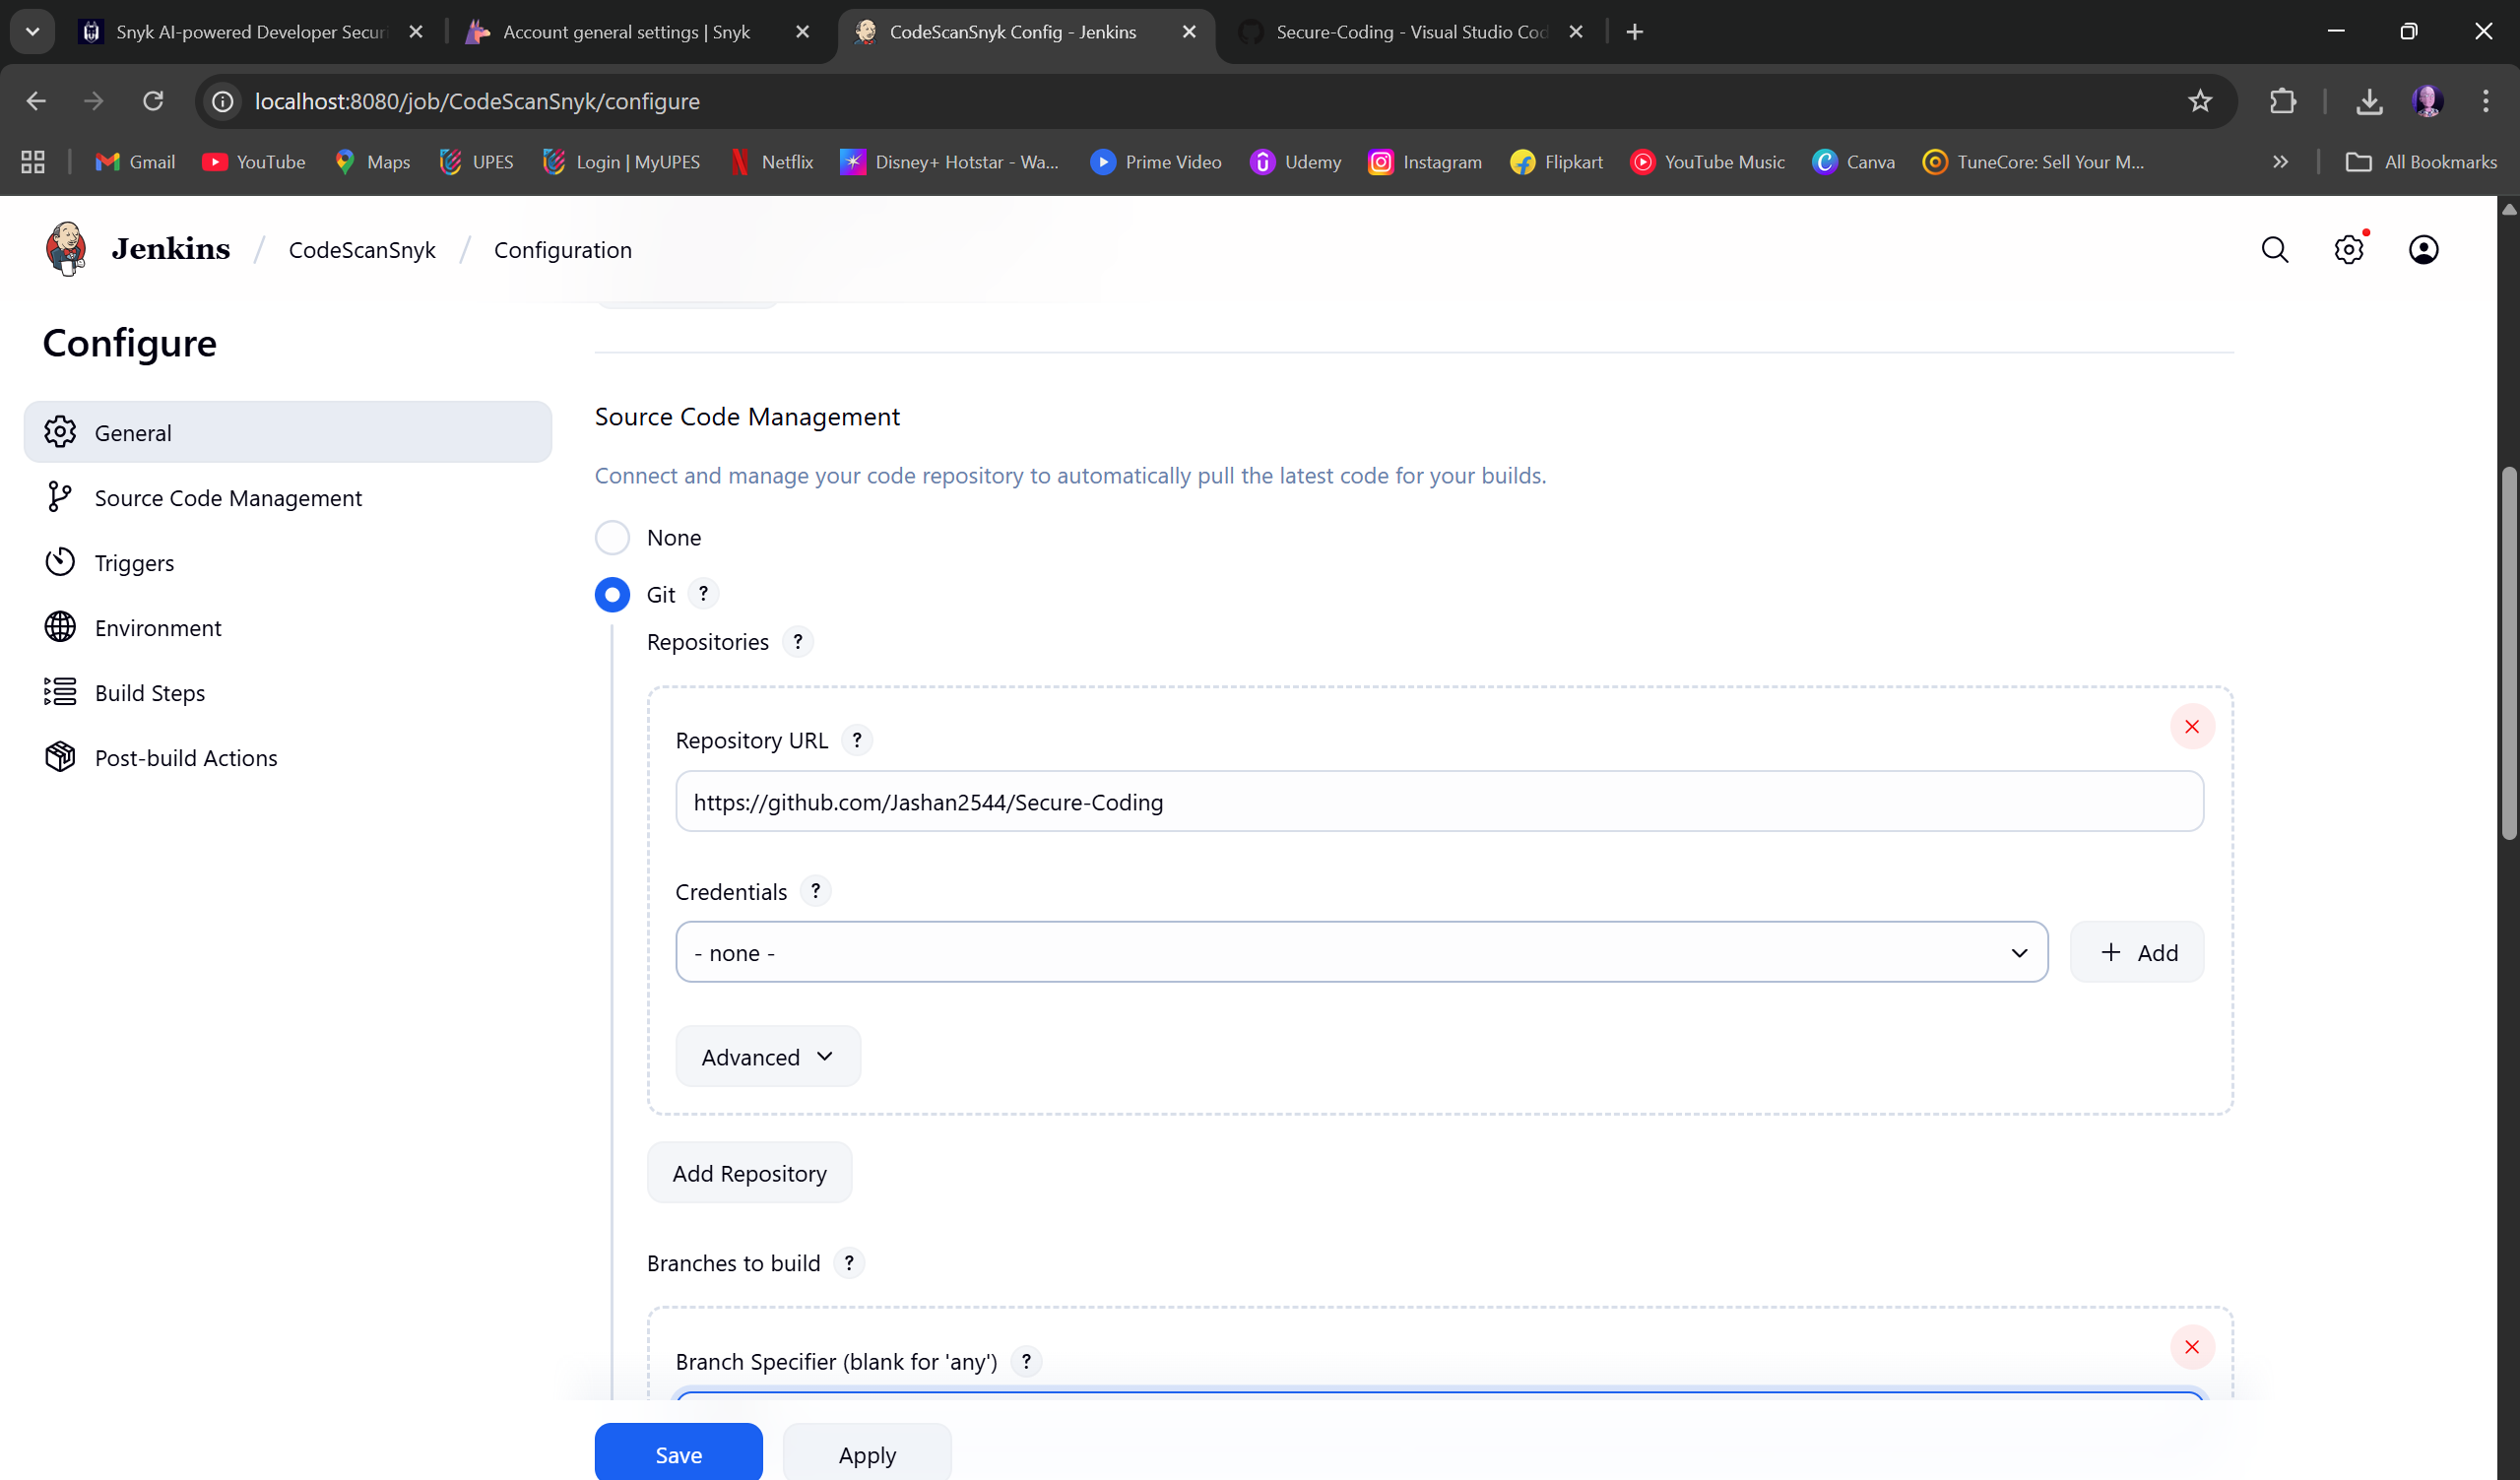 Snyk AI-powered Developer Securi
Account general settings | Snyk
CodeScanSnyk Config - Jenkins
Secure-Coding - Visual Studio Cod
localhost:8080/job/CodeScanSnyk/configure
Gmail
YouTube
Maps
UPES
Login | MyUPES
Netflix
Disney+ Hotstar - Wa...
Prime Video
Udemy
Instagram
Flipkart
YouTube Music
Canva
TuneCore: Sell Your M...
All Bookmarks
Jenkins / CodeScanSnyk / Configuration
Configure
General
Source Code Management
Triggers
Environment
Build Steps
Post-build Actions
Source Code Management
Connect and manage your code repository to automatically pull the latest code for your builds.
None
Git ?
Repositories ?
Repository URL ?
https://github.com/Jashan2544/Secure-Coding
Credentials ?
- none -
+ Add
Advanced
Add Repository
Branches to build ?
Branch Specifier (blank for 'any') ?
Save
Apply